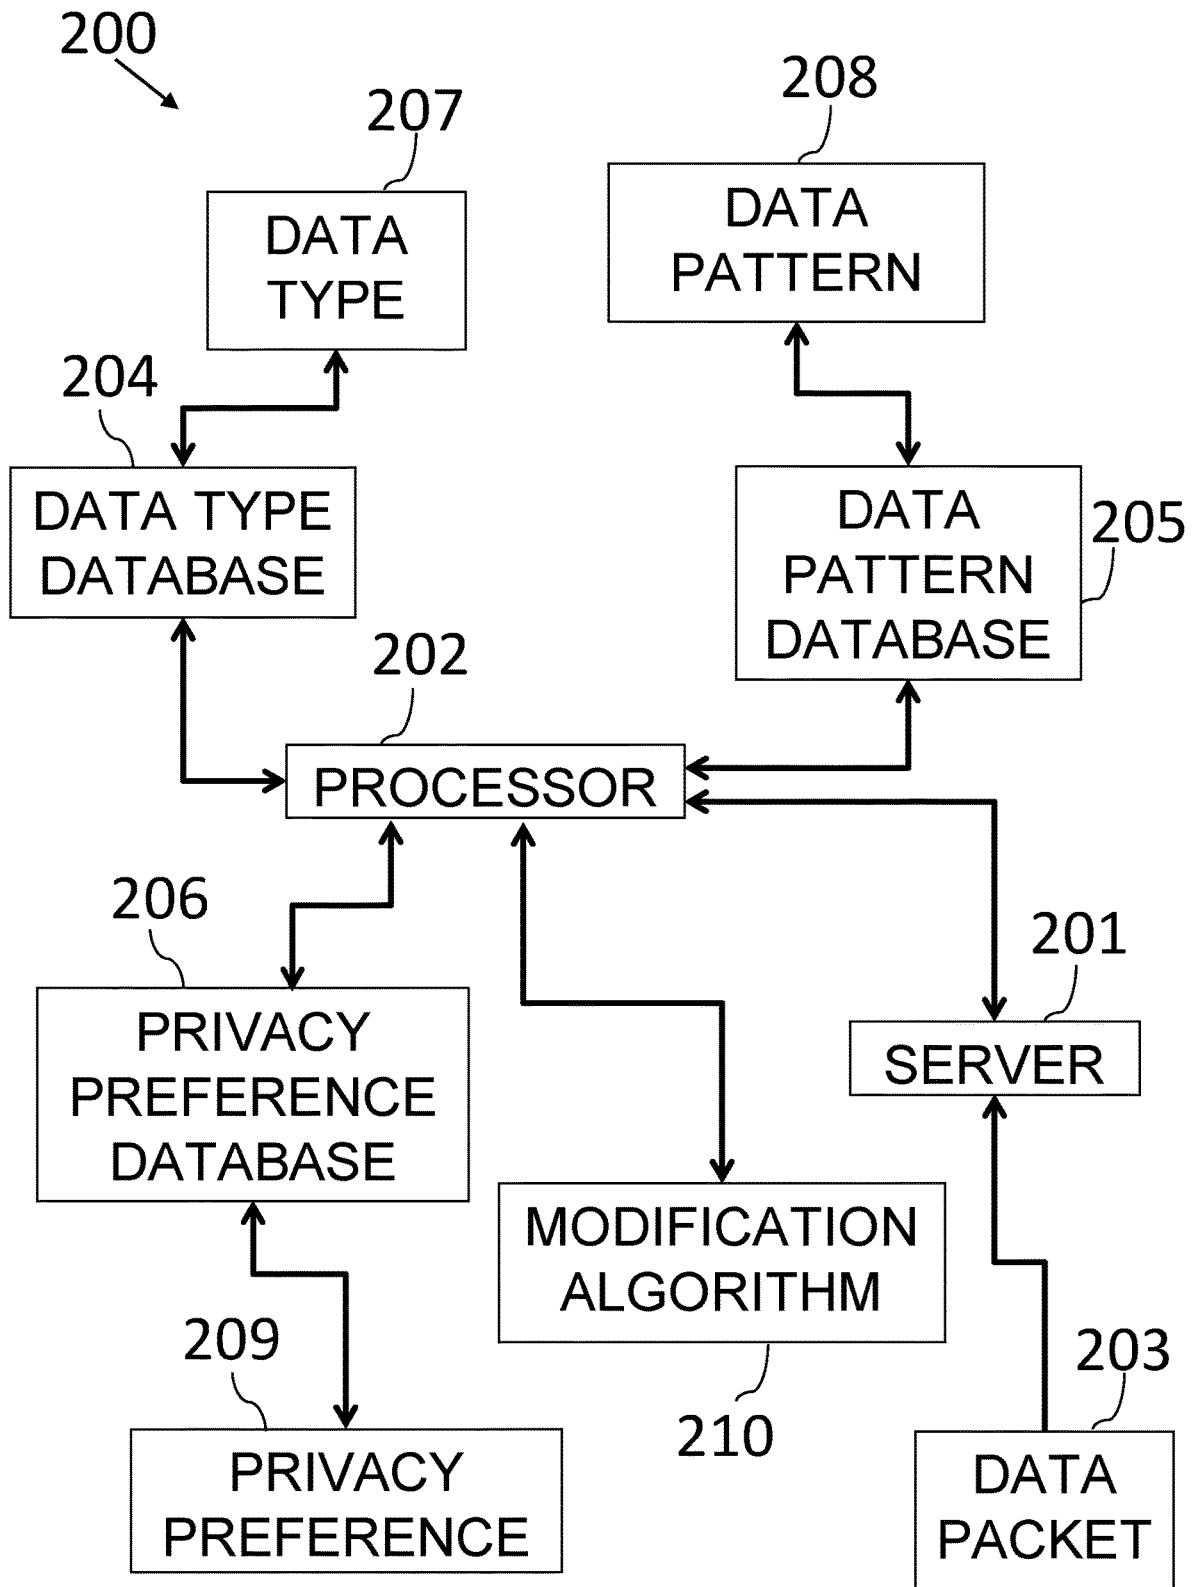 200
207
208
DATA
TYPE
DATA
PATTERN
204
DATA TYPE
DATABASE
DATA
PATTERN
DATABASE
205
202
PROCESSOR
206
PRIVACY
PREFERENCE
DATABASE
201
SERVER
MODIFICATION
ALGORITHM
210
209
PRIVACY
PREFERENCE
203
DATA
PACKET